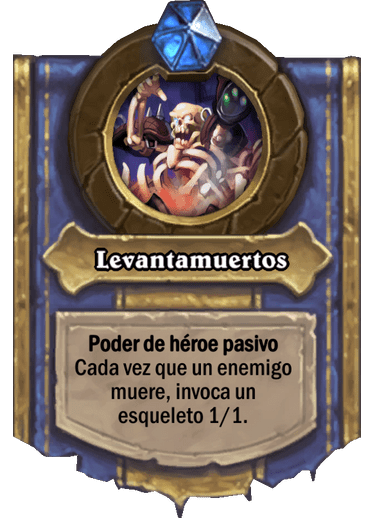 Levantamuertos
Poder de héroe pasivo
Cada vez que un enemigo
muere, invoca un
esqueleto 1/1.